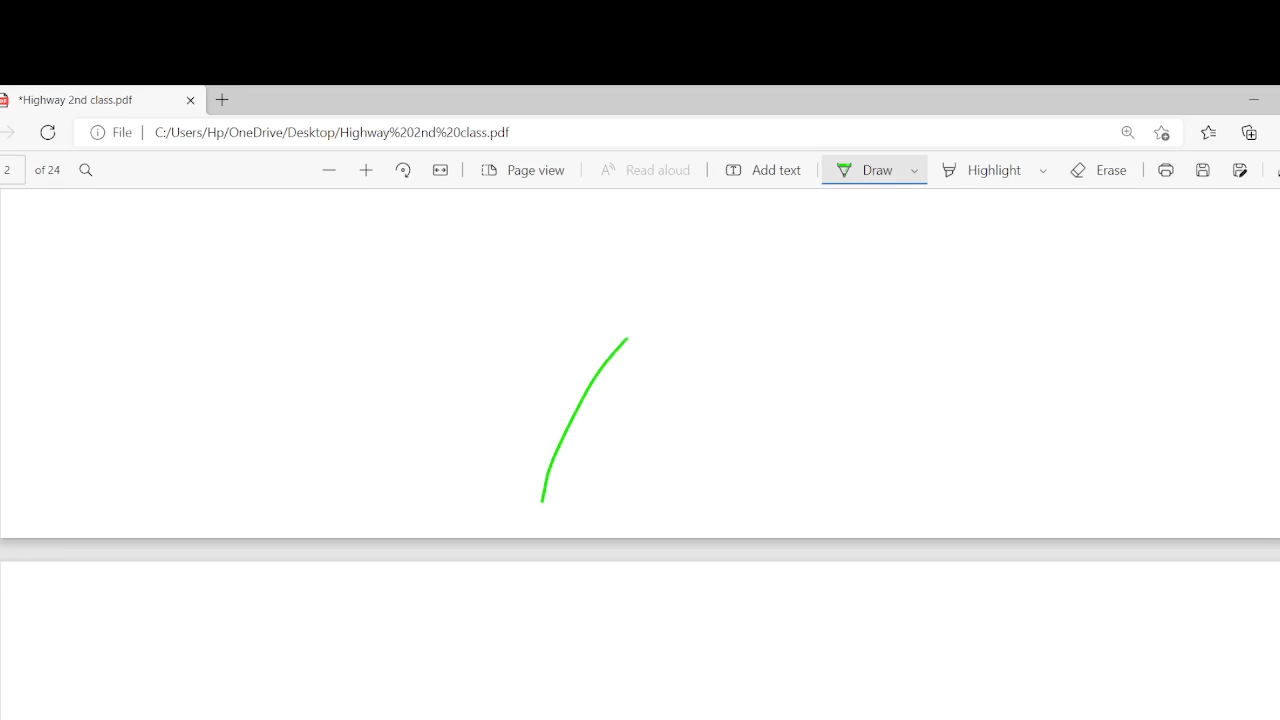 *Highway 2nd class.pdf
File C:/Users/Hp/OneDrive/Desktop/Highway%202nd%20class.pdf
2 of 24 Page view Read aloud Add text Draw Highlight Erase